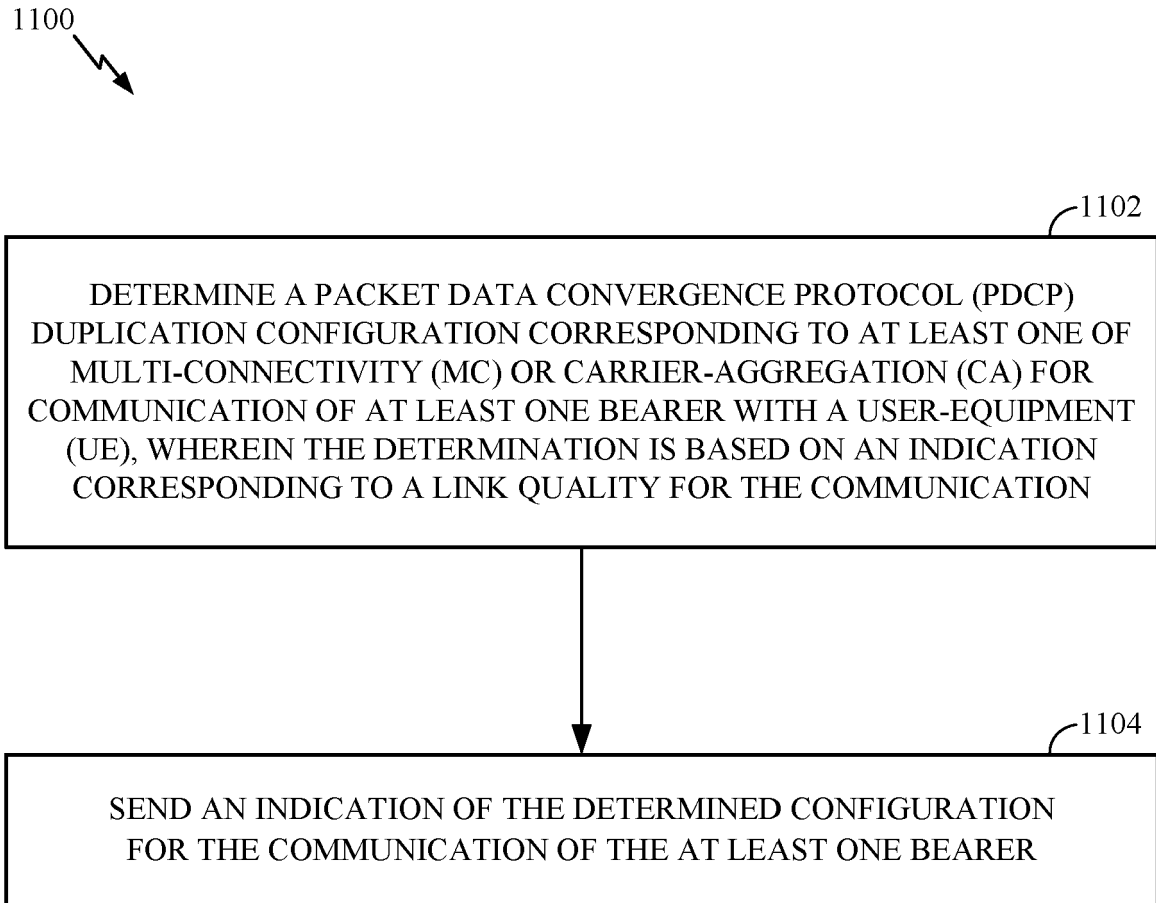 1100
1102
DETERMINE A PACKET DATA CONVERGENCE PROTOCOL (PDCP)
DUPLICATION CONFIGURATION CORRESPONDING TO AT LEAST ONE OF
MULTI-CONNECTIVITY (MC) OR CARRIER-AGGREGATION (CA) FOR
COMMUNICATION OF AT LEAST ONE BEARER WITH A USER-EQUIPMENT
(UE), WHEREIN THE DETERMINATION IS BASED ON AN INDICATION
CORRESPONDING TO A LINK QUALITY FOR THE COMMUNICATION
1104
SEND AN INDICATION OF THE DETERMINED CONFIGURATION
FOR THE COMMUNICATION OF THE AT LEAST ONE BEARER